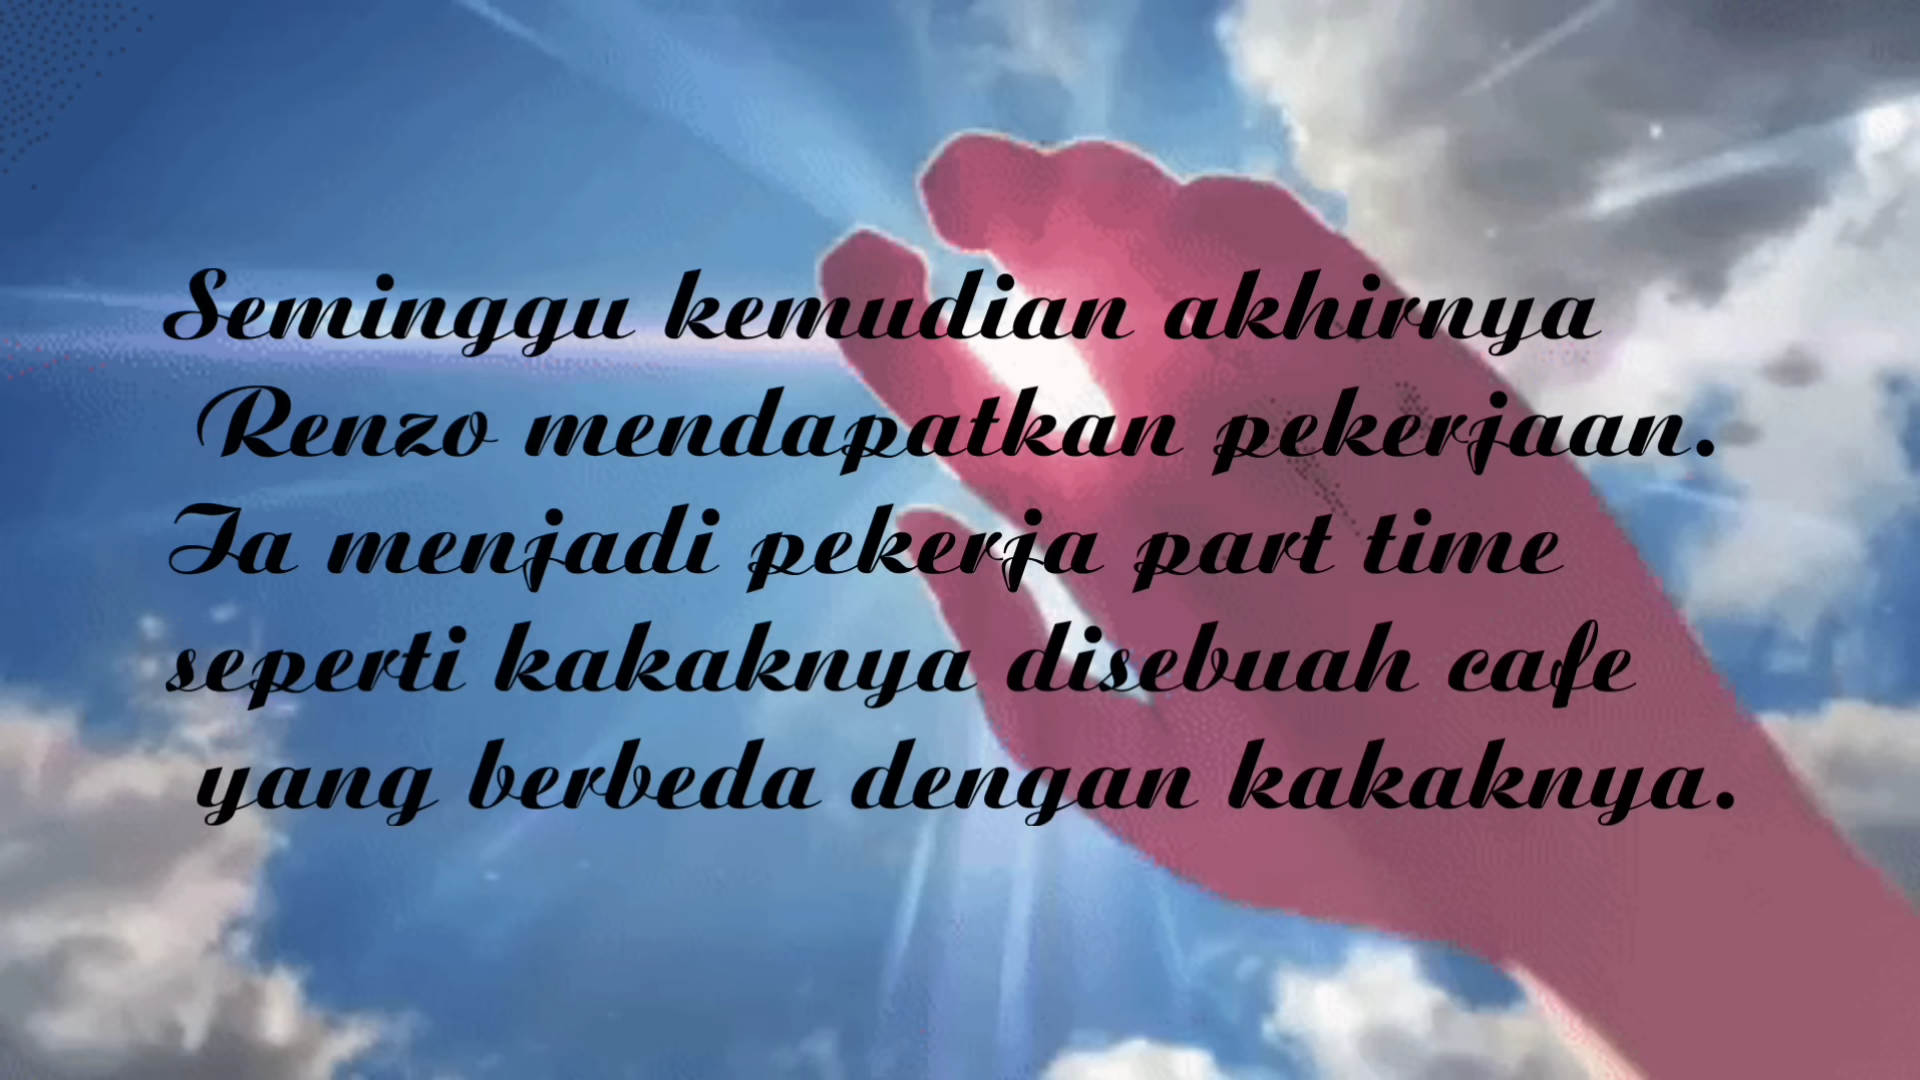 Seminggu kemudian akhirnya
Renzo mendapatkan pekerjaan.
Ia menjadi pekerja part time
seperti kakaknya disebuah cafe
yang berbeda dengan kakaknya.